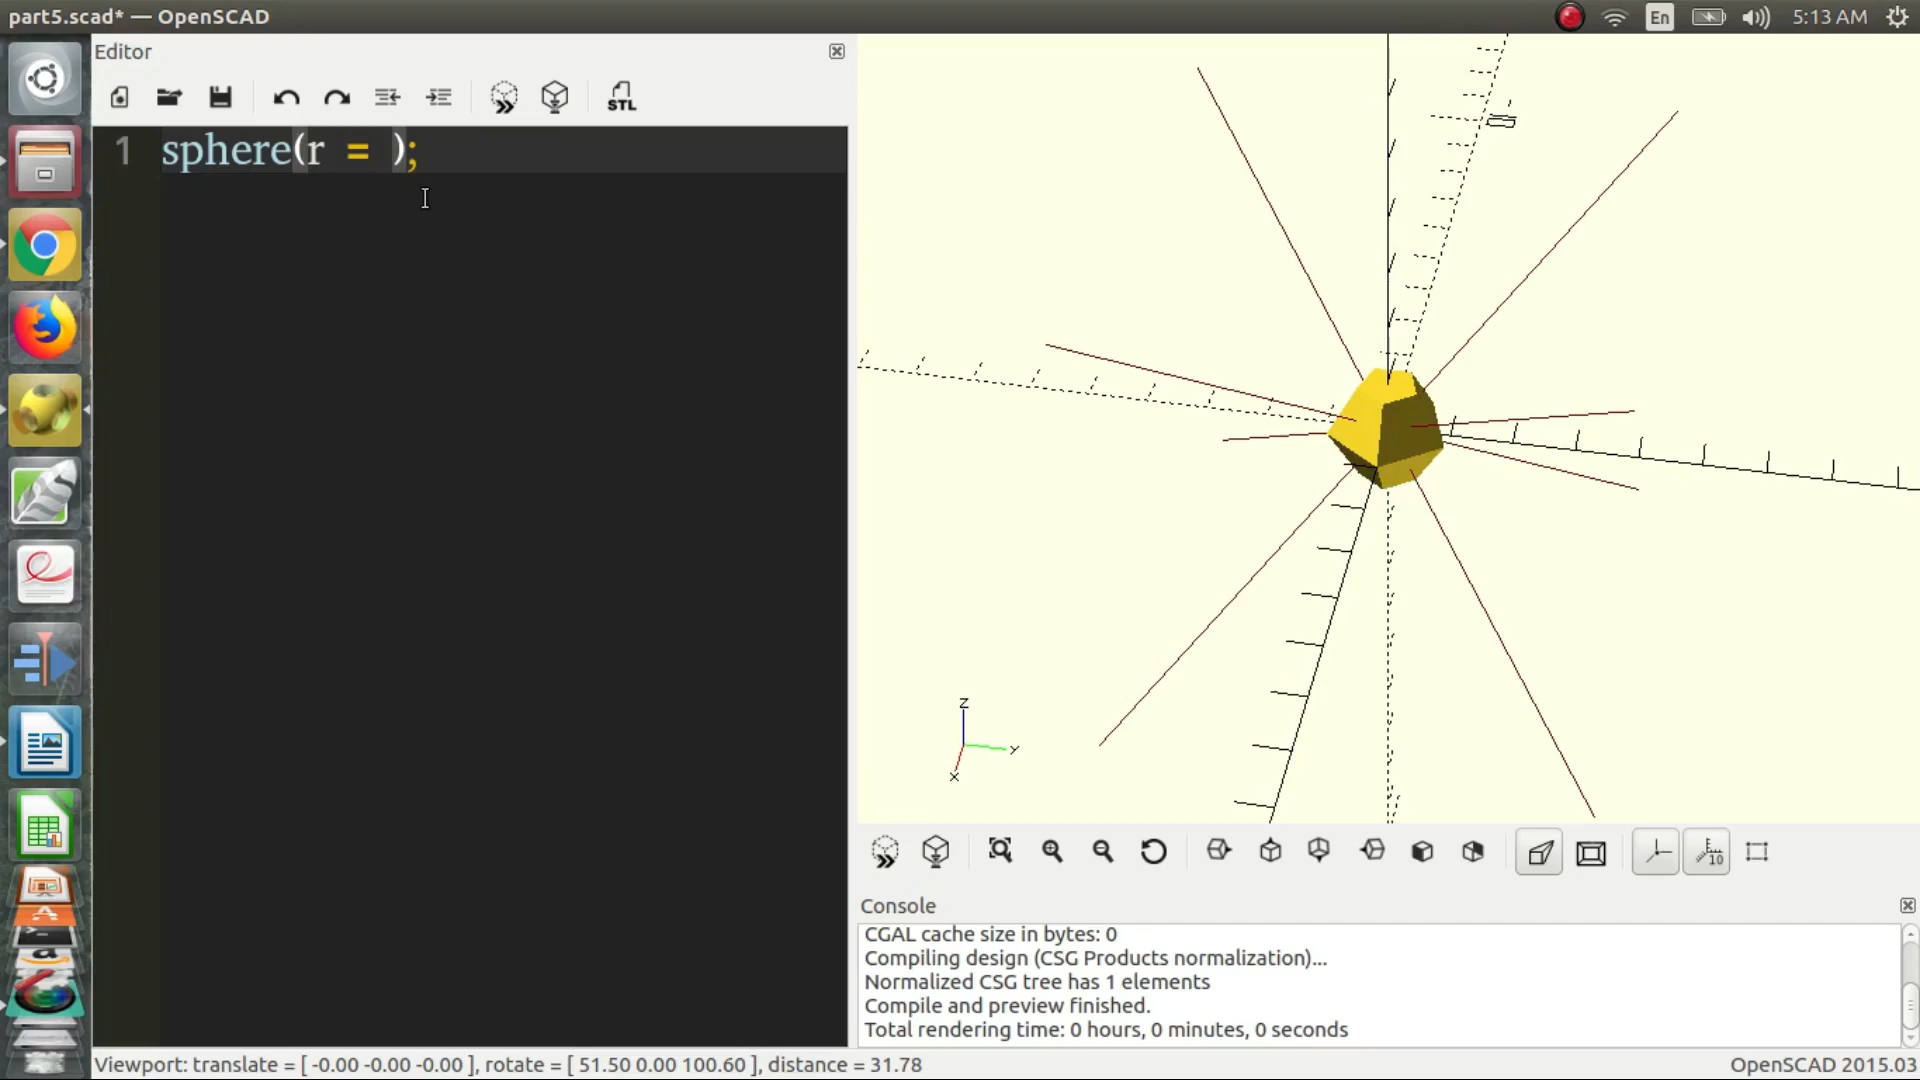 part5.scad* — OpenSCAD
En
5:13 AM
Editor
STL
1
sphere(r = );
Z
Y
X
10
Console
CGAL cache size in bytes: 0
Compiling design (CSG Products normalization)...
Normalized CSG tree has 1 elements
Compile and preview finished.
Total rendering time: 0 hours, 0 minutes, 0 seconds
Viewport: translate = [ -0.00 -0.00 -0.00 ], rotate = [ 51.50 0.00 100.60 ], distance = 31.78
OpenSCAD 2015.03